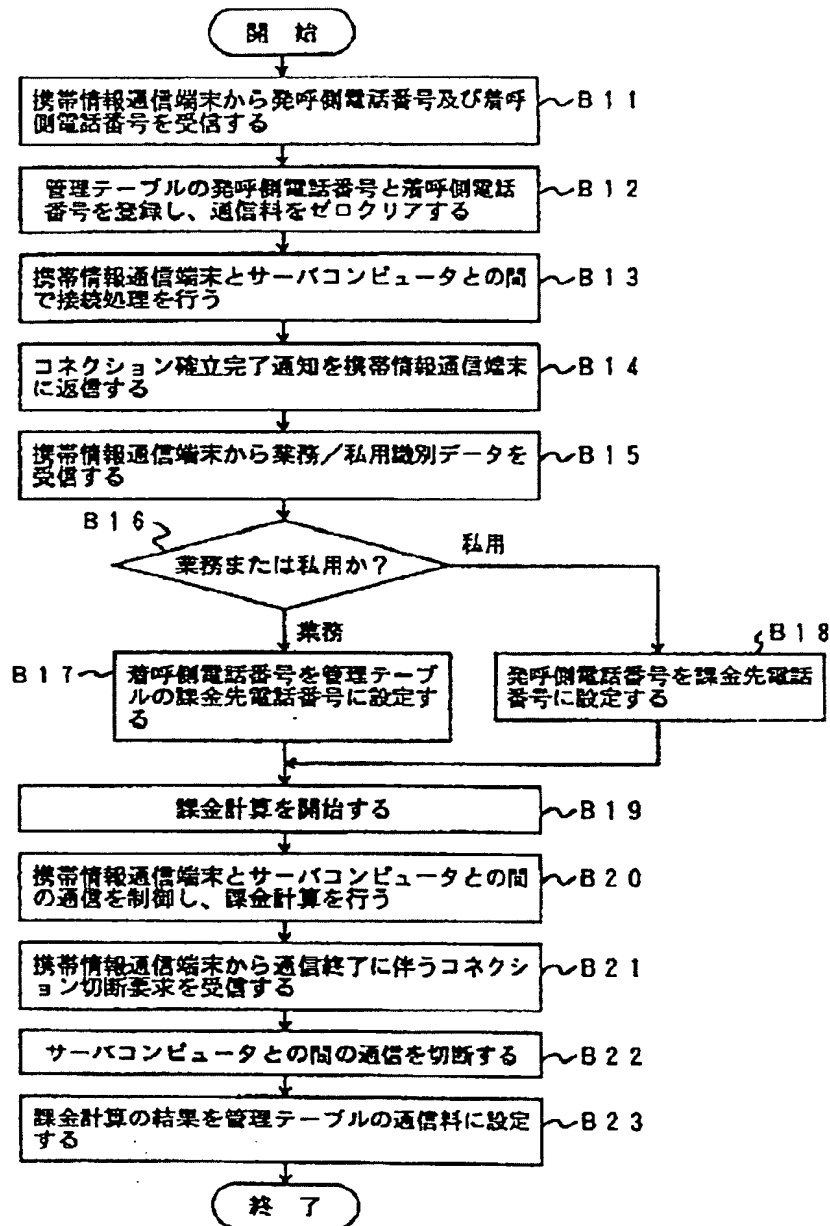 開 始
携帯情報通信端末から発呼側電話番号及び着呼
側電話番号を受信する
B11
管理テーブルの発呼側電話番号と着呼側電話
番号を登録し、通信料をゼロクリアする
B12
携帯情報通信端末とサーバコンピュータとの間
で接続処理を行う
B13
コネクション確立完了通知を携帯情報通信端末
に返信する
B14
携帯情報通信端末から業務／私用識別データを
受信する
B15
B16
業務または私用か？
私用
業務
B17
着呼側電話番号を管理テーブ
ルの課金先電話番号に設定す
る
B18
発呼側電話番号を課金先電話
番号に設定する
課金計算を開始する
B19
携帯情報通信端末とサーバコンピュータとの間
の通信を制御し、課金計算を行う
B20
携帯情報通信端末から通信終了に伴うコネクシ
ョン切断要求を受信する
B21
サーバコンピュータとの間の通信を切断する
B22
課金計算の結果を管理テーブルの通信料に設定
する
B23
終 了